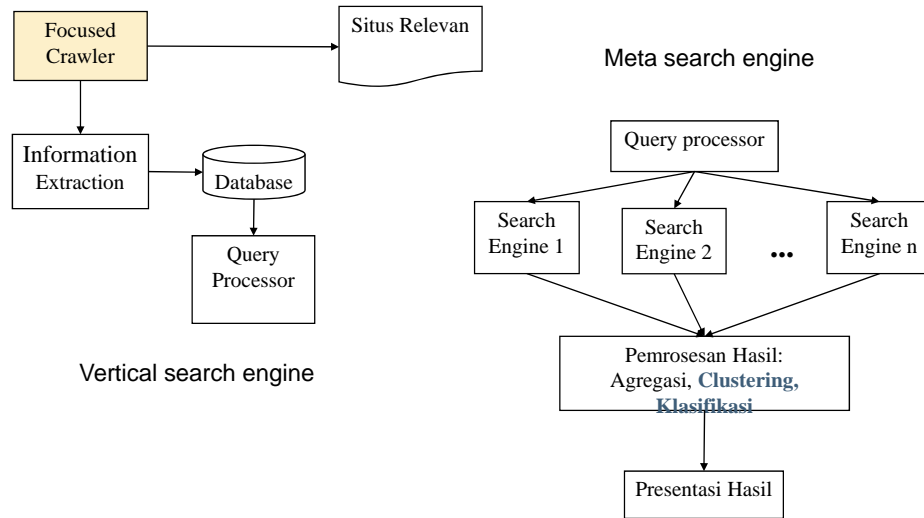 Focused
Crawler
Situs Relevan
Information
Extraction
Database
Query
Processor
Vertical search engine
Meta search engine
Query processor
Search
Engine 1
Search
Engine 2
...
Search
Engine n
Pemrosesan Hasil:
Agregasi, Clustering,
Klasifikasi
Presentasi Hasil